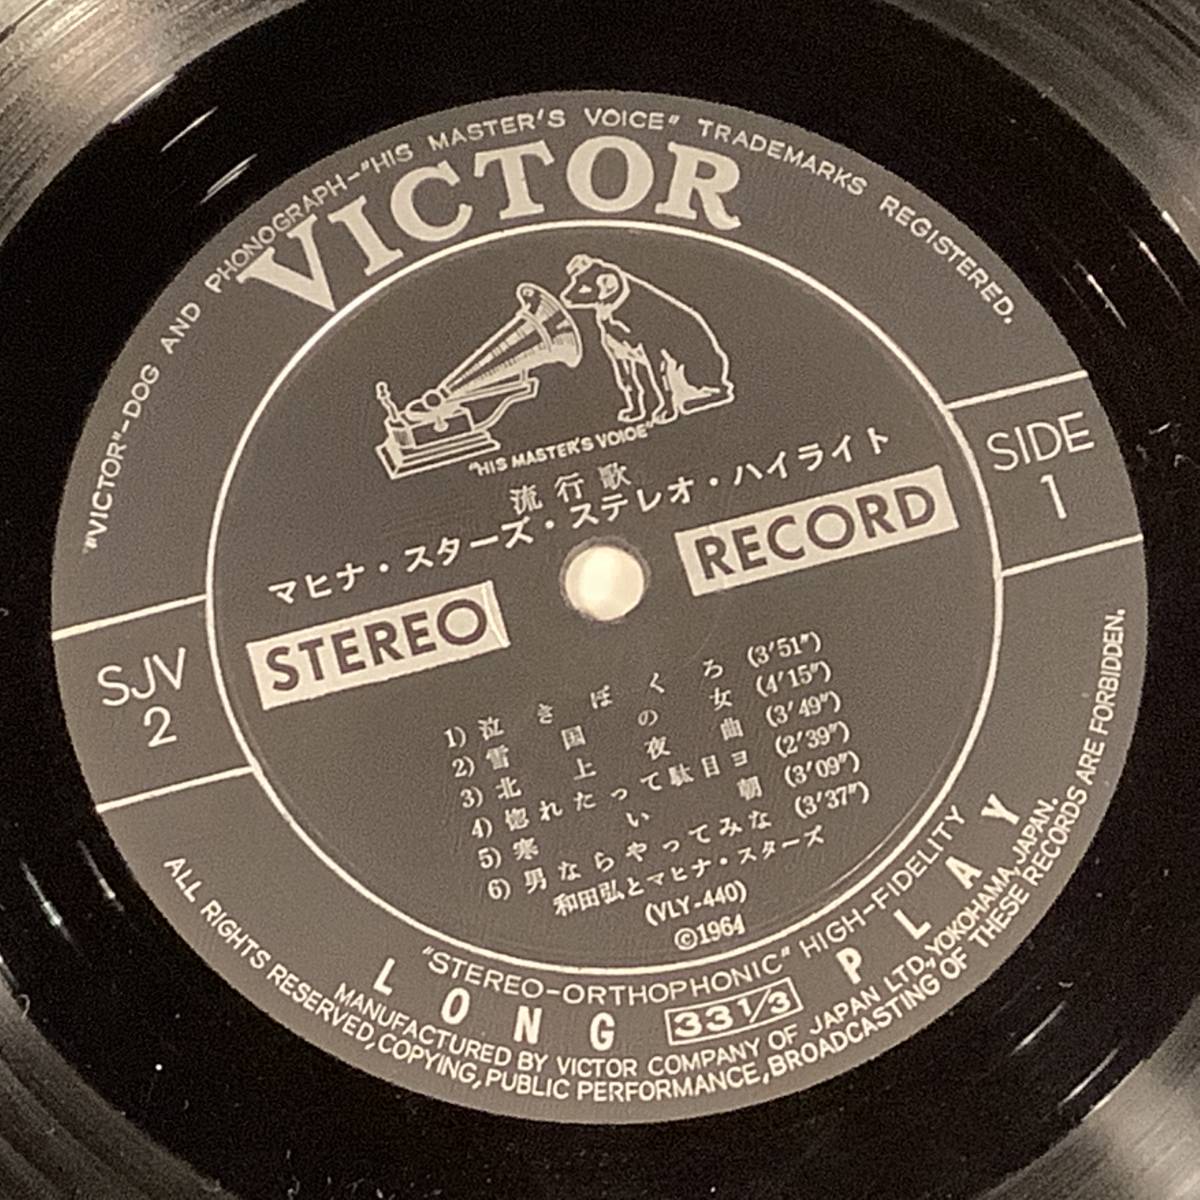 "VICTOR"-DOG AND PHONOGRAPH-"HIS MASTER'S VOICE" TRADEMARKS REGISTERED.
VICTOR
"HIS MASTER'S VOICE"
流行歌
マヒナ・スターズ・ステレオ・ハイライト
STEREO RECORD
SIDE
1
SJV
2
1) 泣きぼくろ (3'51")
2) 雪国の女 (4'15")
3) 北上夜曲 (3'49")
4) 惚れたって駄目ヨ (2'39")
5) 寒い朝 (3'09")
6) 男ならやってみな (3'37")
和田弘とマヒナ・スターズ
(VLY-440)
©1964
"STEREO-ORTHOPHONIC" HIGH-FIDELITY
LONG 33 1/3 PLAY
MANUFACTURED BY VICTOR COMPANY OF JAPAN LTD., YOKOHAMA, JAPAN.
ALL RIGHTS RESERVED, COPYING, PUBLIC PERFORMANCE, BROADCASTING OF THESE RECORDS ARE FORBIDDEN.